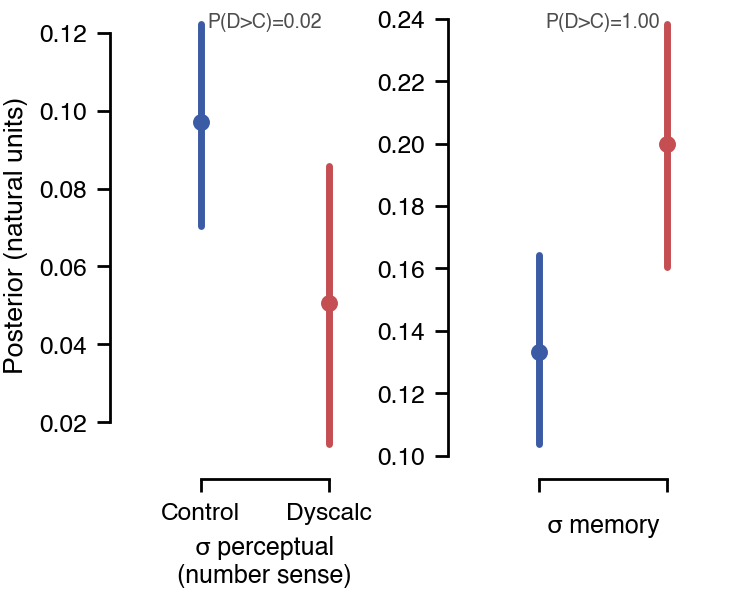 P(D>C)=0.02
P(D>C)=1.00
Posterior (natural units)
0.12
0.10
0.08
0.06
0.04
0.02
0.24
0.22
0.20
0.18
0.16
0.14
0.12
0.10
Control Dyscalc
σ perceptual
(number sense)
σ memory